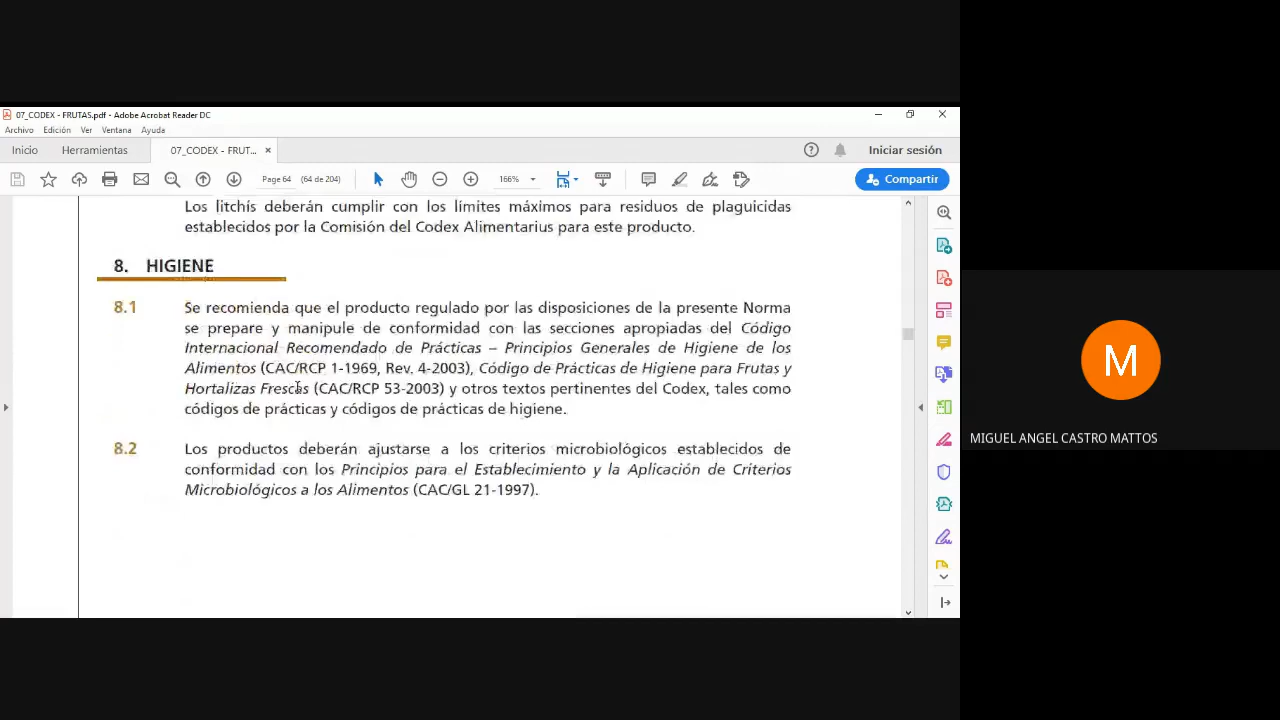 07_CODEX - FRUTAS.pdf - Adobe Acrobat Reader DC
Archivo Edición Ver Ventana Ayuda
Inicio Herramientas 07_CODEX - FRUT... × Iniciar sesión
Page 64 (64 de 204) 166% Compartir
Los litchís deberán cumplir con los límites máximos para residuos de plaguicidas
establecidos por la Comisión del Codex Alimentarius para este producto.
8. HIGIENE
8.1 Se recomienda que el producto regulado por las disposiciones de la presente Norma
se prepare y manipule de conformidad con las secciones apropiadas del Código
Internacional Recomendado de Prácticas – Principios Generales de Higiene de los
Alimentos (CAC/RCP 1-1969, Rev. 4-2003), Código de Prácticas de Higiene para Frutas y
Hortalizas Frescas (CAC/RCP 53-2003) y otros textos pertinentes del Codex, tales como
códigos de prácticas y códigos de prácticas de higiene.
8.2 Los productos deberán ajustarse a los criterios microbiológicos establecidos de
conformidad con los Principios para el Establecimiento y la Aplicación de Criterios
Microbiológicos a los Alimentos (CAC/GL 21-1997).
M
MIGUEL ANGEL CASTRO MATTOS